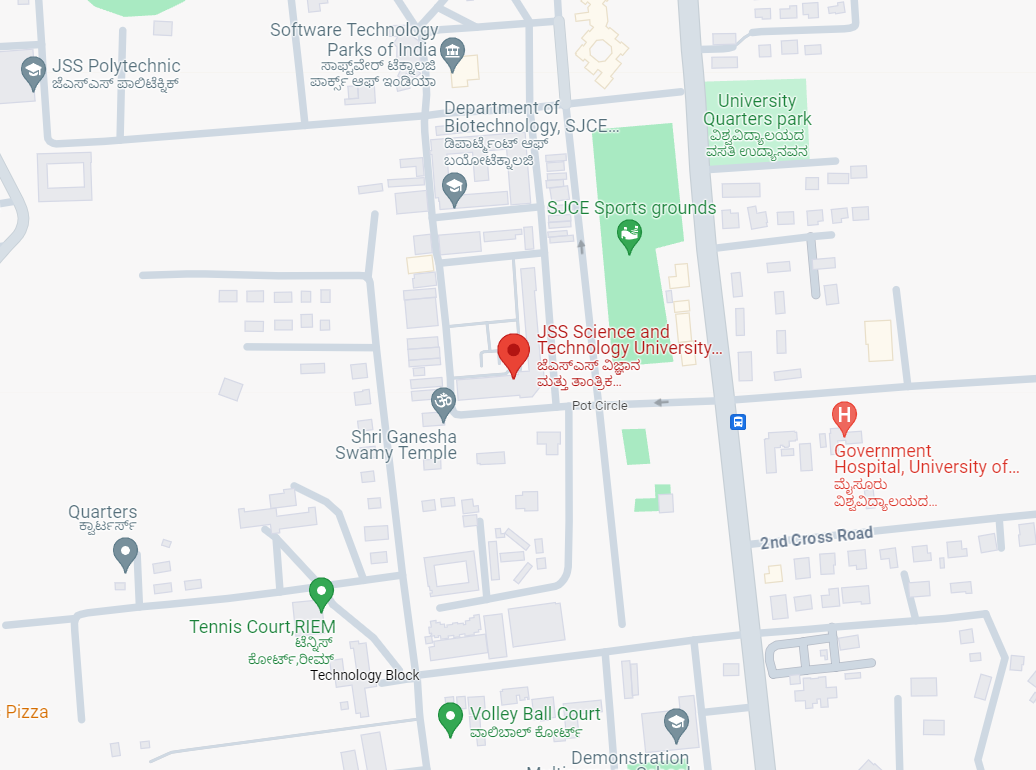 Software Technology
Parks of India
ಸಾಫ್ಟ್‌ವೇರ್ ಟೆಕ್ನಾಲಜಿ
ಪಾರ್ಕ್ಸ್ ಆಫ್ ಇಂಡಿಯಾ
JSS Polytechnic
ಜೆಎಸ್ಎಸ್ ಪಾಲಿಟೆಕ್ನಿಕ್
Department of
Biotechnology, SJCE...
ಡಿಪಾರ್ಟ್ಮೆಂಟ್ ಆಫ್
ಬಯೋಟೆಕ್ನಾಲಜಿ
University
Quarters park
ವಿಶ್ವವಿದ್ಯಾಲಯದ
ವಸತಿ ಉದ್ಯಾನವನ
SJCE Sports grounds
JSS Science and
Technology University...
ಜೆಎಸ್ಎಸ್ ವಿಜ್ಞಾನ
ಮತ್ತು ತಾಂತ್ರಿಕ...
Pot Circle
Shri Ganesha
Swamy Temple
H
Government
Hospital, University of...
ಮೈಸೂರು
ವಿಶ್ವವಿದ್ಯಾಲಯದ...
Quarters
ಕ್ವಾರ್ಟರ್ಸ್
2nd Cross Road
Tennis Court,RIEM
ಟೆನ್ನಿಸ್
ಕೋರ್ಟ್,ರೀಮ್
Technology Block
Pizza
Volley Ball Court
ವಾಲಿಬಾಲ್ ಕೋರ್ಟ್
Demonstration